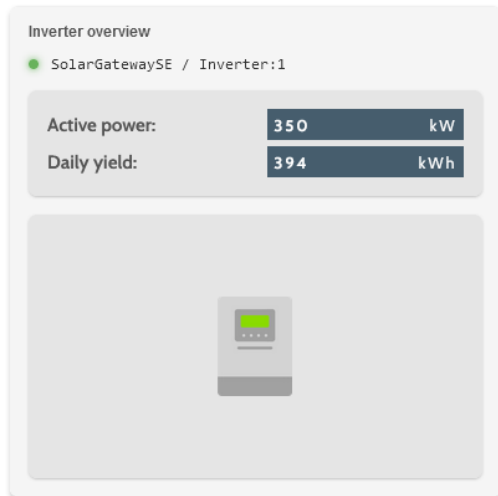 Inverter overview
SolarGatewaySE / Inverter:1
Active power: 350 kW
Daily yield: 394 kWh